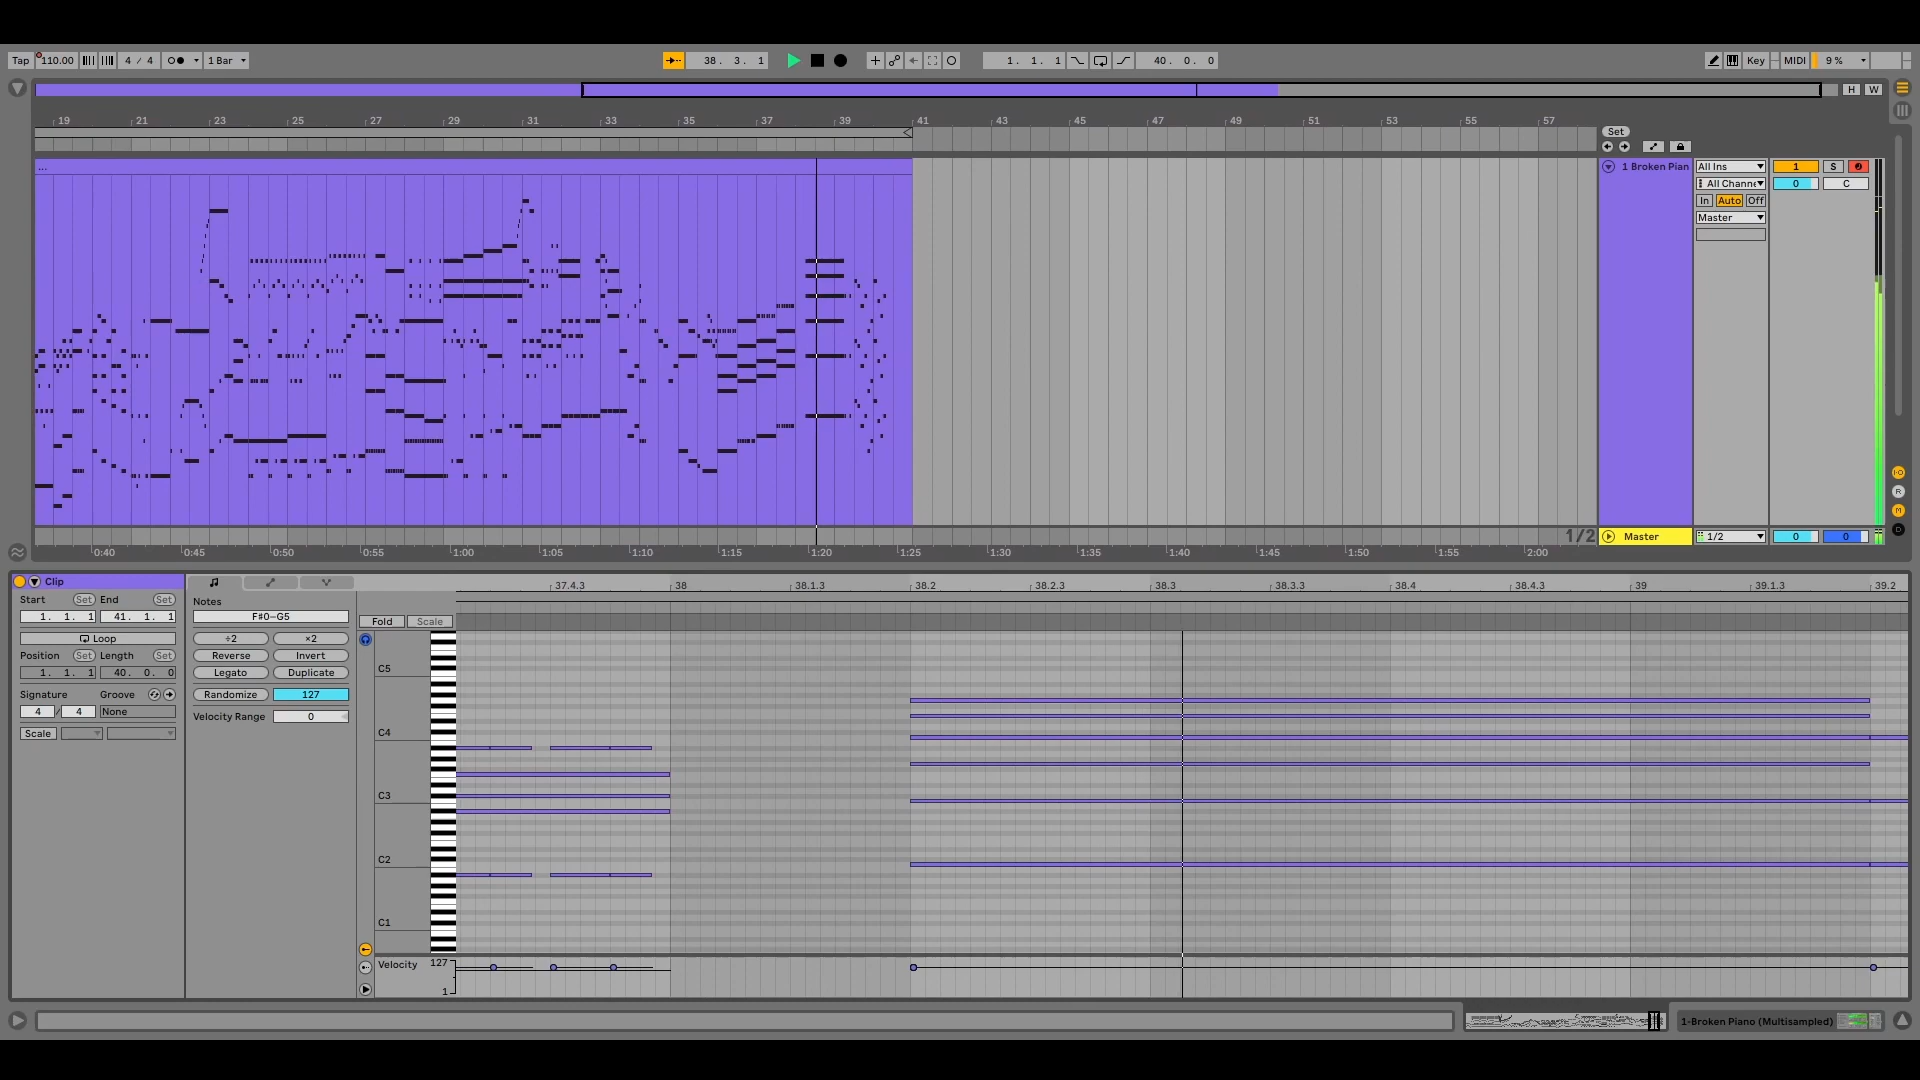 Tap 110.00 4 / 4 1 Bar 38. 3. 1 1. 1. 1 40. 0. 0 Key MIDI 9 %
H W
19 21 23 25 27 29 31 33 35 37 39 41 43 45 47 49 51 53 55 57
Set
...
1 Broken Pian All Ins 1 S
All Channe 0 C
In Auto Off
Master
I·O
R
M
D
1/2 Master 1/2 0 0
0:40 0:45 0:50 0:55 1:00 1:05 1:10 1:15 1:20 1:25 1:30 1:35 1:40 1:45 1:50 1:55 2:00
Clip
37.4.3 38 38.1.3 38.2 38.2.3 38.3 38.3.3 38.4 38.4.3 39 39.1.3 39.2
Start Set End Set
1. 1. 1 41. 1. 1
Loop
Position Set Length Set
1. 1. 1 40. 0. 0
Signature Groove
4 / 4 None
Scale
Notes
F#0–G5
÷2 ×2
Reverse Invert
Legato Duplicate
Randomize 127
Velocity Range 0
Fold Scale
C5
C4
C3
C2
C1
Velocity 127
1
1-Broken Piano (Multisampled)